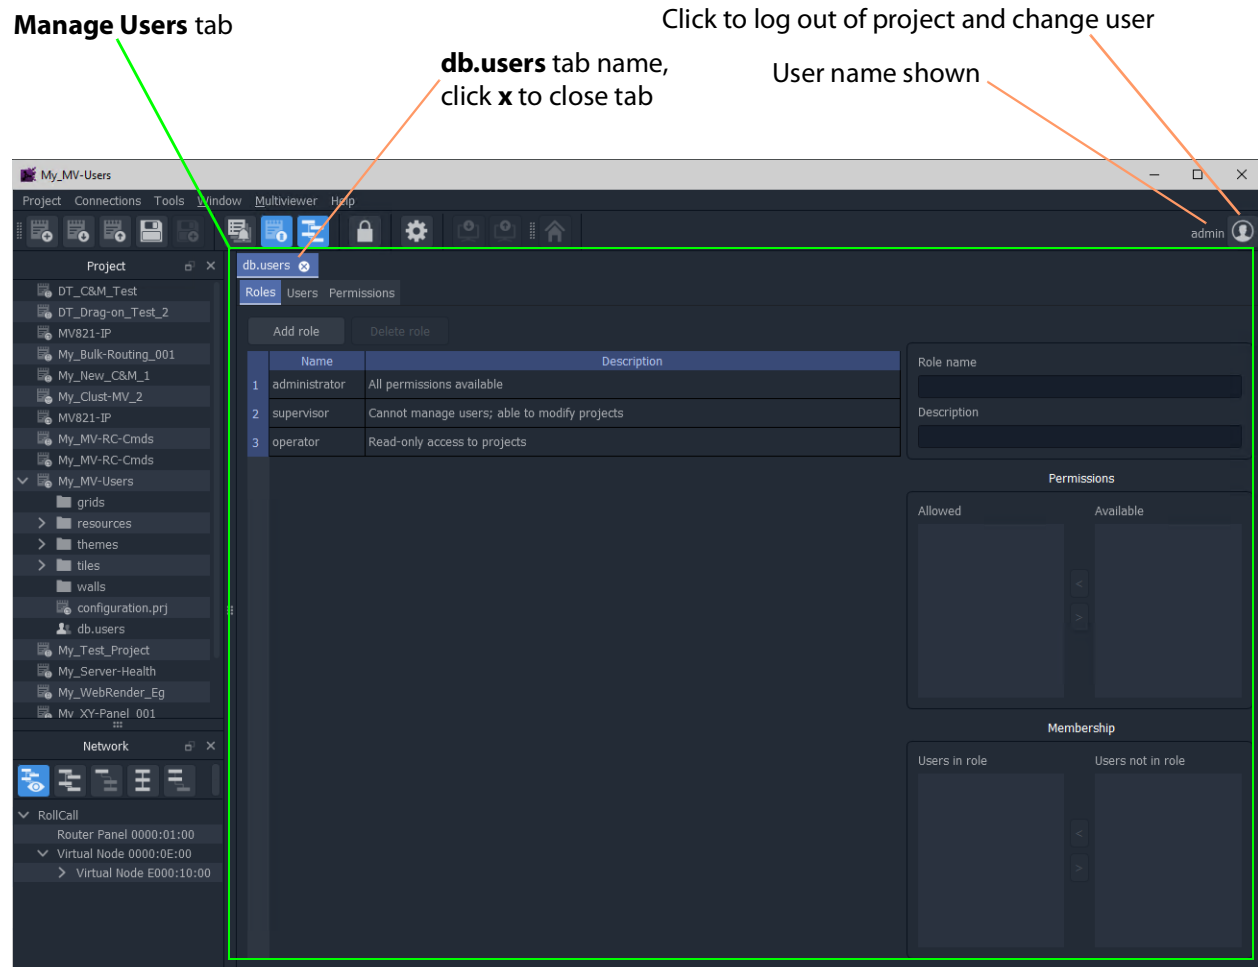 Manage Users tab
Click to log out of project and change user
db.users tab name,
click x to close tab
User name shown
My_MV-Users
Project Connections Tools Window Multiviewer Help
admin
Project
DT_C&M_Test
DT_Drag-on_Test_2
MV821-IP
My_Bulk-Routing_001
My_New_C&M_1
My_Clust-MV_2
MV821-IP
My_MV-RC-Cmds
My_MV-RC-Cmds
My_MV-Users
grids
resources
themes
tiles
walls
configuration.prj
db.users
My_Test_Project
My_Server-Health
My_WebRender_Eg
My_XY-Panel_001
Network
RollCall
Router Panel 0000:01:00
Virtual Node 0000:0E:00
Virtual Node E000:10:00
db.users
Roles Users Permissions
Add role Delete role
Name Description
1 administrator All permissions available
2 supervisor Cannot manage users; able to modify projects
3 operator Read-only access to projects
Role name
Description
Permissions
Allowed Available
<
>
Membership
Users in role Users not in role
<
>